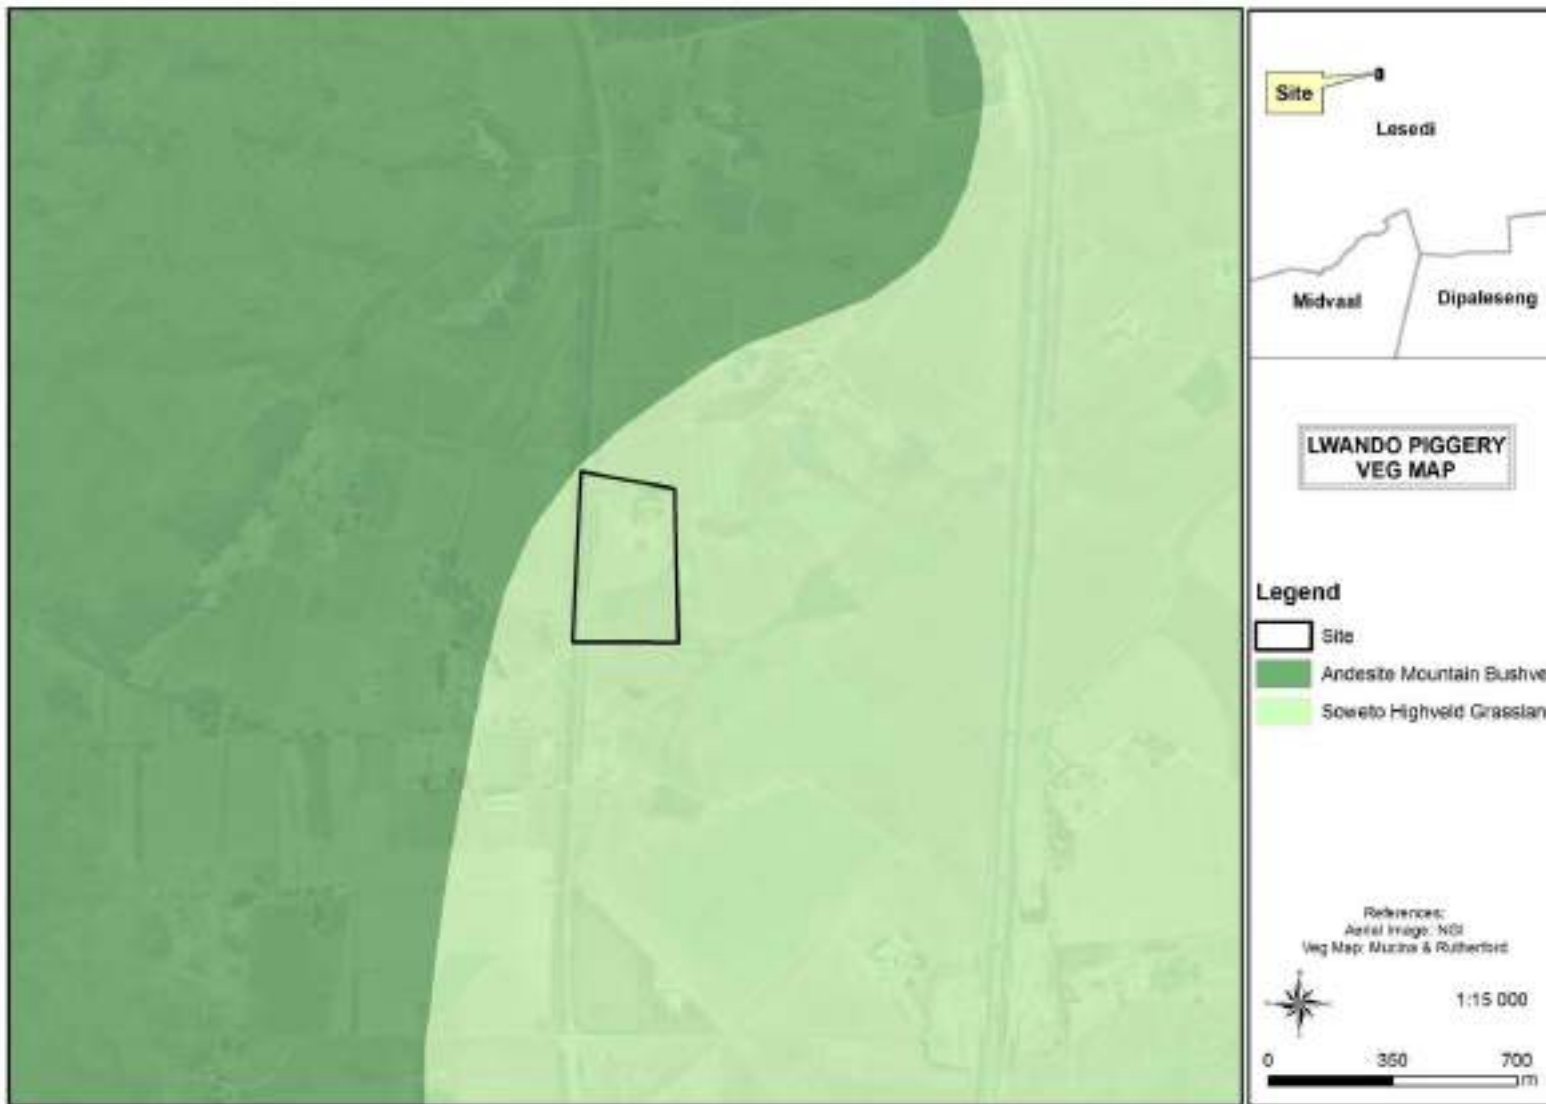 Site
Lesedi
Midvaal
Dipaleseng
LWANDO PIGGERY
VEG MAP
Legend
Site
Andesite Mountain Bushve
Soweto Highveld Grasslan
References:
Aerial Image: NGI
Veg Map: Mucina & Rutherford
1:15 000
0 350 700
m